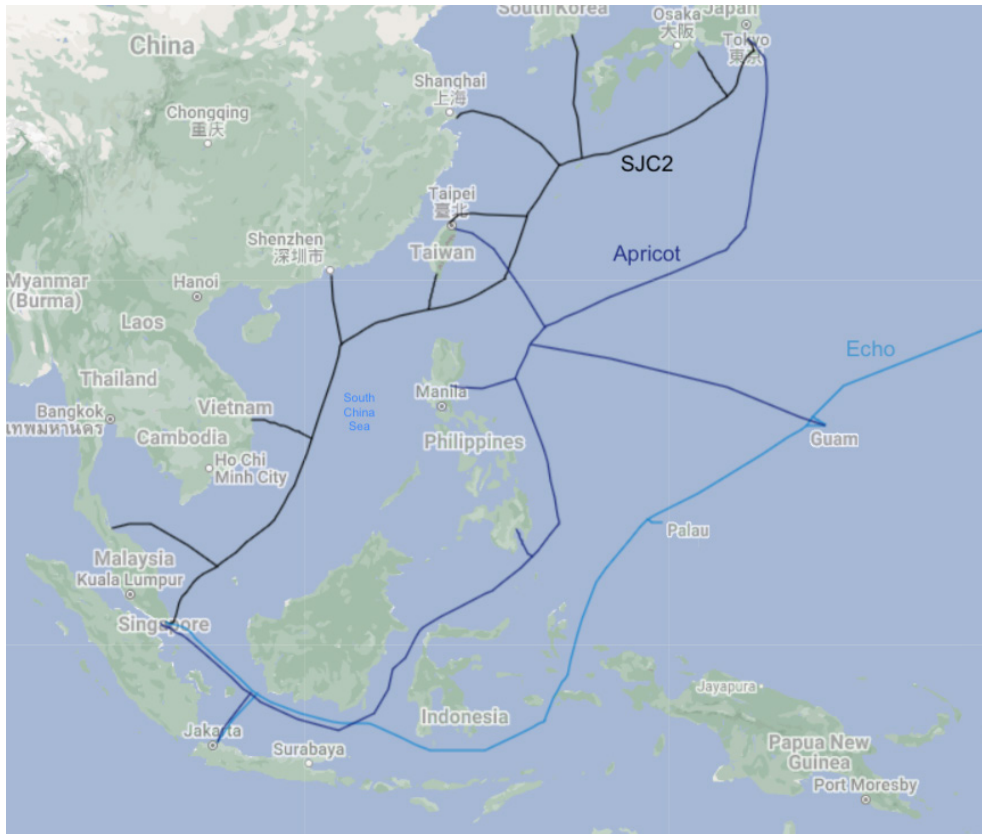 South Korea
Osaka
大阪
Japan
Tokyo
東京
China
Shanghai
上海
Chongqing
重庆
SJC2
Taipei
臺北
Shenzhen
深圳市
Taiwan
Apricot
Myanmar
(Burma)
Hanoi
Laos
Echo
Thailand
South
China
Sea
Manila
Vietnam
Bangkok
Guam
Cambodia
Philippines
Ho Chi
Minh City
Palau
Malaysia
Kuala Lumpur
Singapore
Jayapura
Indonesia
Jakarta
Surabaya
Papua New
Guinea
Port Moresby